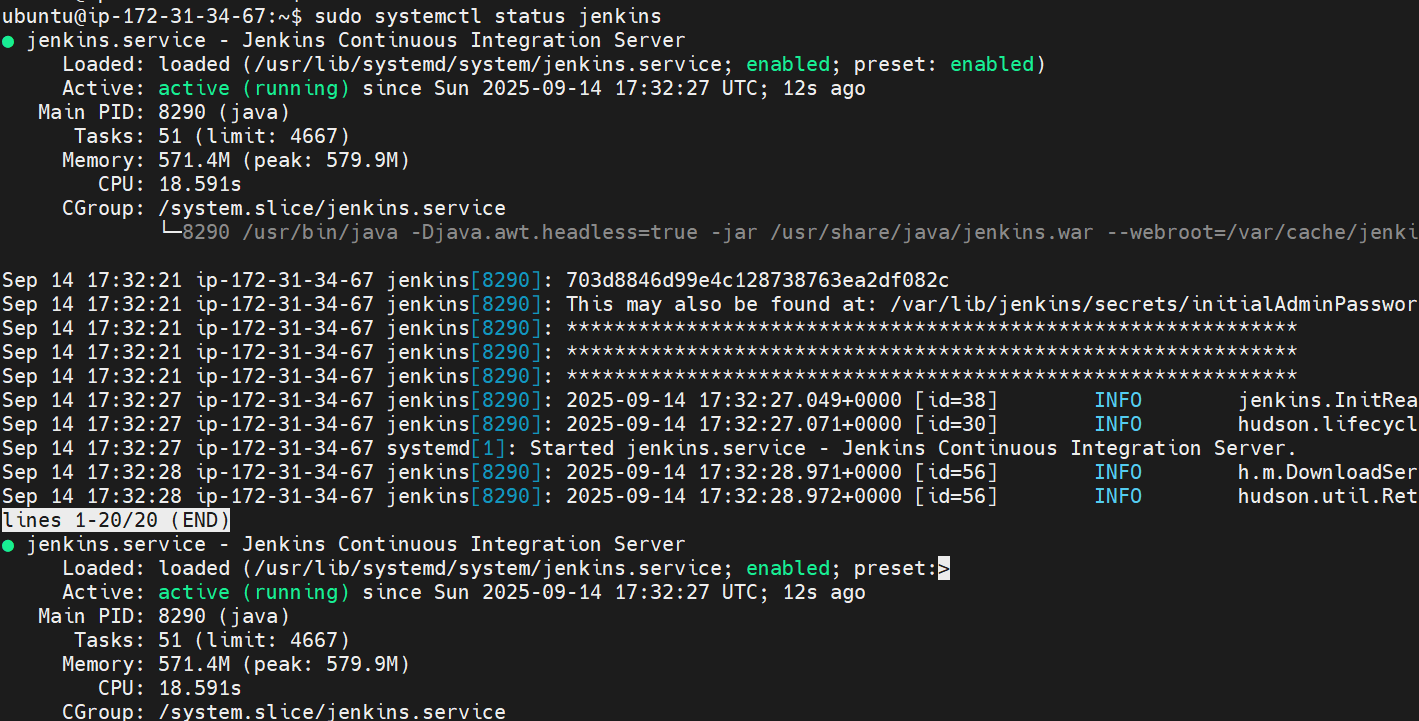 ubuntu@ip-172-31-34-67:~$ sudo systemctl status jenkins
● jenkins.service - Jenkins Continuous Integration Server
     Loaded: loaded (/usr/lib/systemd/system/jenkins.service; enabled; preset: enabled)
     Active: active (running) since Sun 2025-09-14 17:32:27 UTC; 12s ago
   Main PID: 8290 (java)
      Tasks: 51 (limit: 4667)
     Memory: 571.4M (peak: 579.9M)
        CPU: 18.591s
     CGroup: /system.slice/jenkins.service
             └─8290 /usr/bin/java -Djava.awt.headless=true -jar /usr/share/java/jenkins.war --webroot=/var/cache/jenki
Sep 14 17:32:21 ip-172-31-34-67 jenkins[8290]: 703d8846d99e4c128738763ea2df082c
Sep 14 17:32:21 ip-172-31-34-67 jenkins[8290]: This may also be found at: /var/lib/jenkins/secrets/initialAdminPasswor
Sep 14 17:32:21 ip-172-31-34-67 jenkins[8290]: *************************************************************
Sep 14 17:32:21 ip-172-31-34-67 jenkins[8290]: *************************************************************
Sep 14 17:32:21 ip-172-31-34-67 jenkins[8290]: *************************************************************
Sep 14 17:32:27 ip-172-31-34-67 jenkins[8290]: 2025-09-14 17:32:27.049+0000 [id=38]        INFO        jenkins.InitRea
Sep 14 17:32:27 ip-172-31-34-67 jenkins[8290]: 2025-09-14 17:32:27.071+0000 [id=30]        INFO        hudson.lifecycl
Sep 14 17:32:27 ip-172-31-34-67 systemd[1]: Started jenkins.service - Jenkins Continuous Integration Server.
Sep 14 17:32:28 ip-172-31-34-67 jenkins[8290]: 2025-09-14 17:32:28.971+0000 [id=56]        INFO        h.m.DownloadSer
Sep 14 17:32:28 ip-172-31-34-67 jenkins[8290]: 2025-09-14 17:32:28.972+0000 [id=56]        INFO        hudson.util.Ret
lines 1-20/20 (END)
● jenkins.service - Jenkins Continuous Integration Server
     Loaded: loaded (/usr/lib/systemd/system/jenkins.service; enabled; preset:>
     Active: active (running) since Sun 2025-09-14 17:32:27 UTC; 12s ago
   Main PID: 8290 (java)
      Tasks: 51 (limit: 4667)
     Memory: 571.4M (peak: 579.9M)
        CPU: 18.591s
     CGroup: /system.slice/jenkins.service